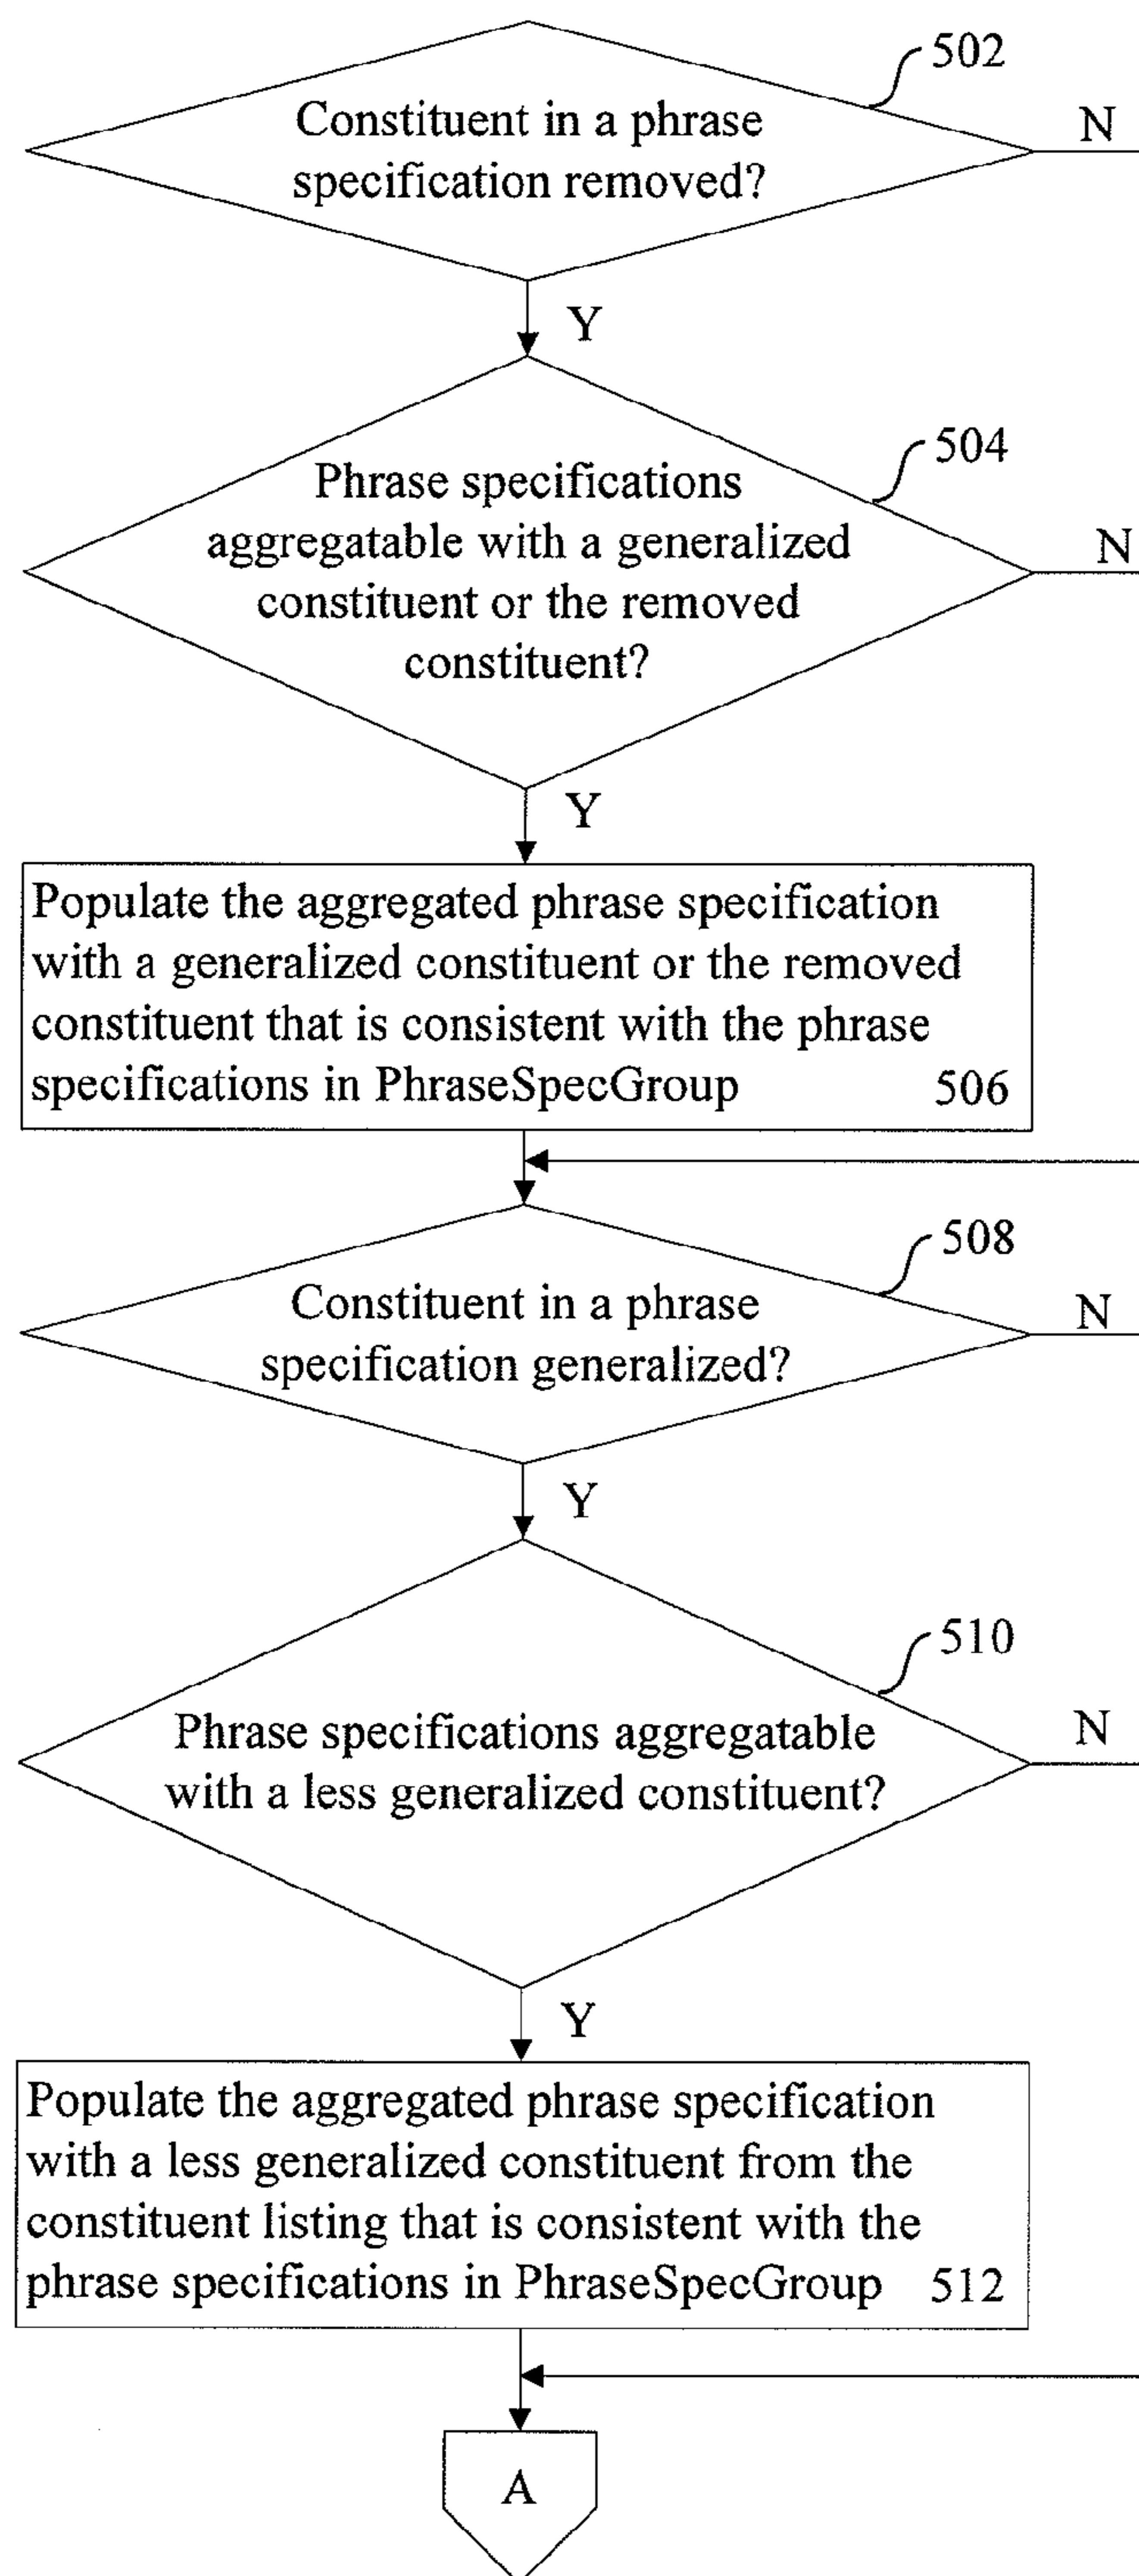 502
Constituent in a phrase
specification removed?
N
Y
504
Phrase specifications
aggregatable with a generalized
constituent or the removed
constituent?
N
Y
Populate the aggregated phrase specification
with a generalized constituent or the removed
constituent that is consistent with the phrase
specifications in PhraseSpecGroup 506
508
Constituent in a phrase
specification generalized?
N
Y
510
Phrase specifications aggregatable
with a less generalized constituent?
N
Y
Populate the aggregated phrase specification
with a less generalized constituent from the
constituent listing that is consistent with the
phrase specifications in PhraseSpecGroup 512
A